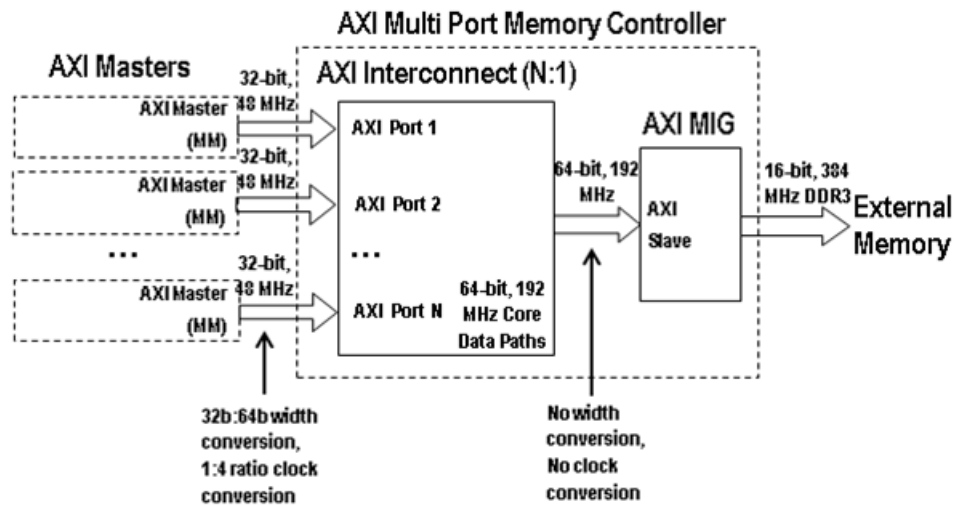 AXI Multi Port Memory Controller
AXI Masters
AXI Interconnect (N:1)
32-bit,
48 MHz
AXI Master
(MM)
AXI Port 1
32-bit,
48 MHz
AXI Master
(MM)
AXI Port 2
...
...
32-bit,
48 MHz
AXI Master
(MM)
AXI Port N
64-bit, 192
MHz Core
Data Paths
64-bit, 192
MHz
AXI MIG
AXI
Slave
16-bit, 384
MHz DDR3
External
Memory
32b:64b width
conversion,
1:4 ratio clock
conversion
No width
conversion,
No clock
conversion